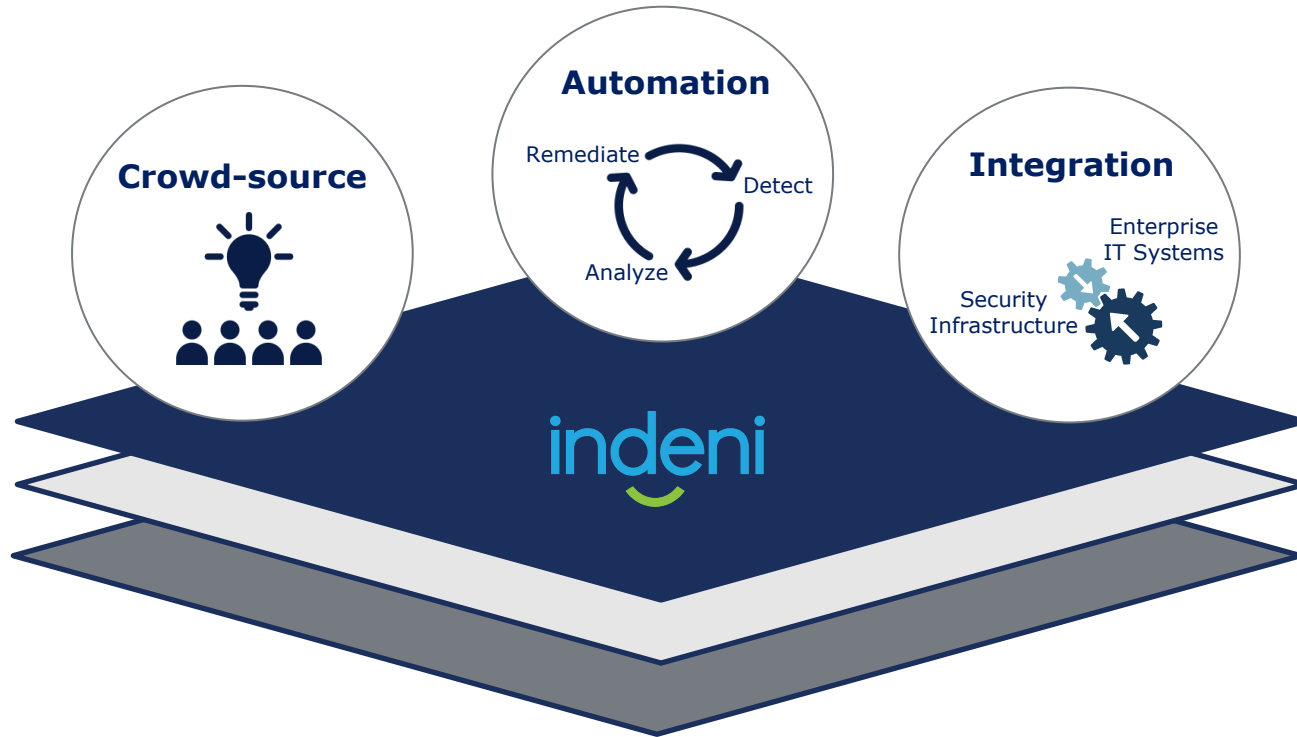 Crowd-source
Automation
Remediate
Detect
Analyze
Integration
Enterprise
IT Systems
Security
Infrastructure
indeni